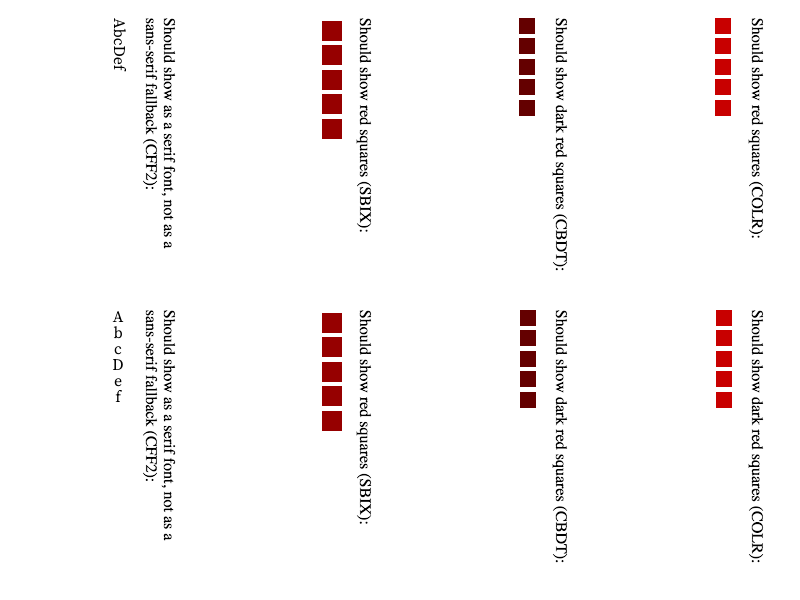 Should show red squares (COLR):
Should show dark red squares (CBDT):
Should show red squares (SBIX):
Should show as a serif font, not as a
sans-serif fallback (CFF2):
AbcDef
Should show dark red squares (COLR):
Should show dark red squares (CBDT):
Should show red squares (SBIX):
Should show as a serif font, not as a
sans-serif fallback (CFF2):
AbcDef